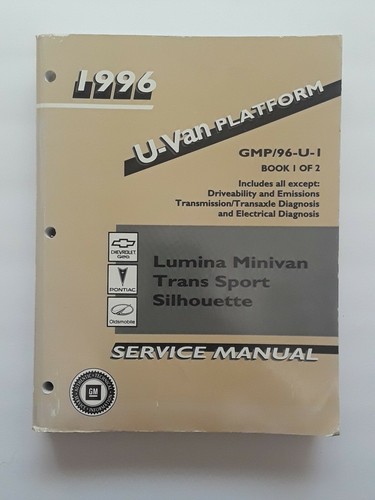 1996
U-Van PLATFORM
GMP/96-U-1
BOOK 1 OF 2
Includes all except:
Driveability and Emissions
Transmission/Transaxle Diagnosis
and Electrical Diagnosis
CHEVROLET
Geo
PONTIAC
Oldsmobile
Lumina Minivan
Trans Sport
Silhouette
SERVICE MANUAL
GM